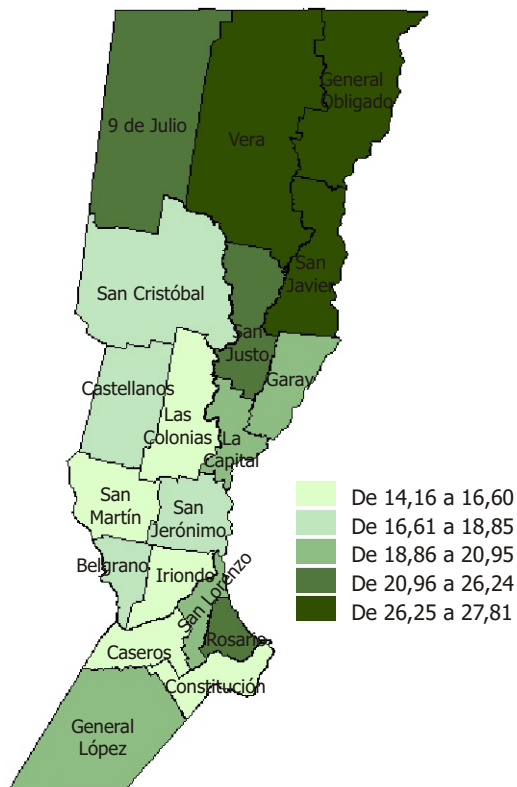 General
Obligado
9 de Julio
Vera
San
Javier
San Cristóbal
San
Justo
Garay
Castellanos
Las
Colonias
La
Capital
San
Martín
San
Jerónimo
Belgrano
Iriondo
San Lorenzo
Rosario
Caseros
Constitución
General
López
De 14,16 a 16,60
De 16,61 a 18,85
De 18,86 a 20,95
De 20,96 a 26,24
De 26,25 a 27,81